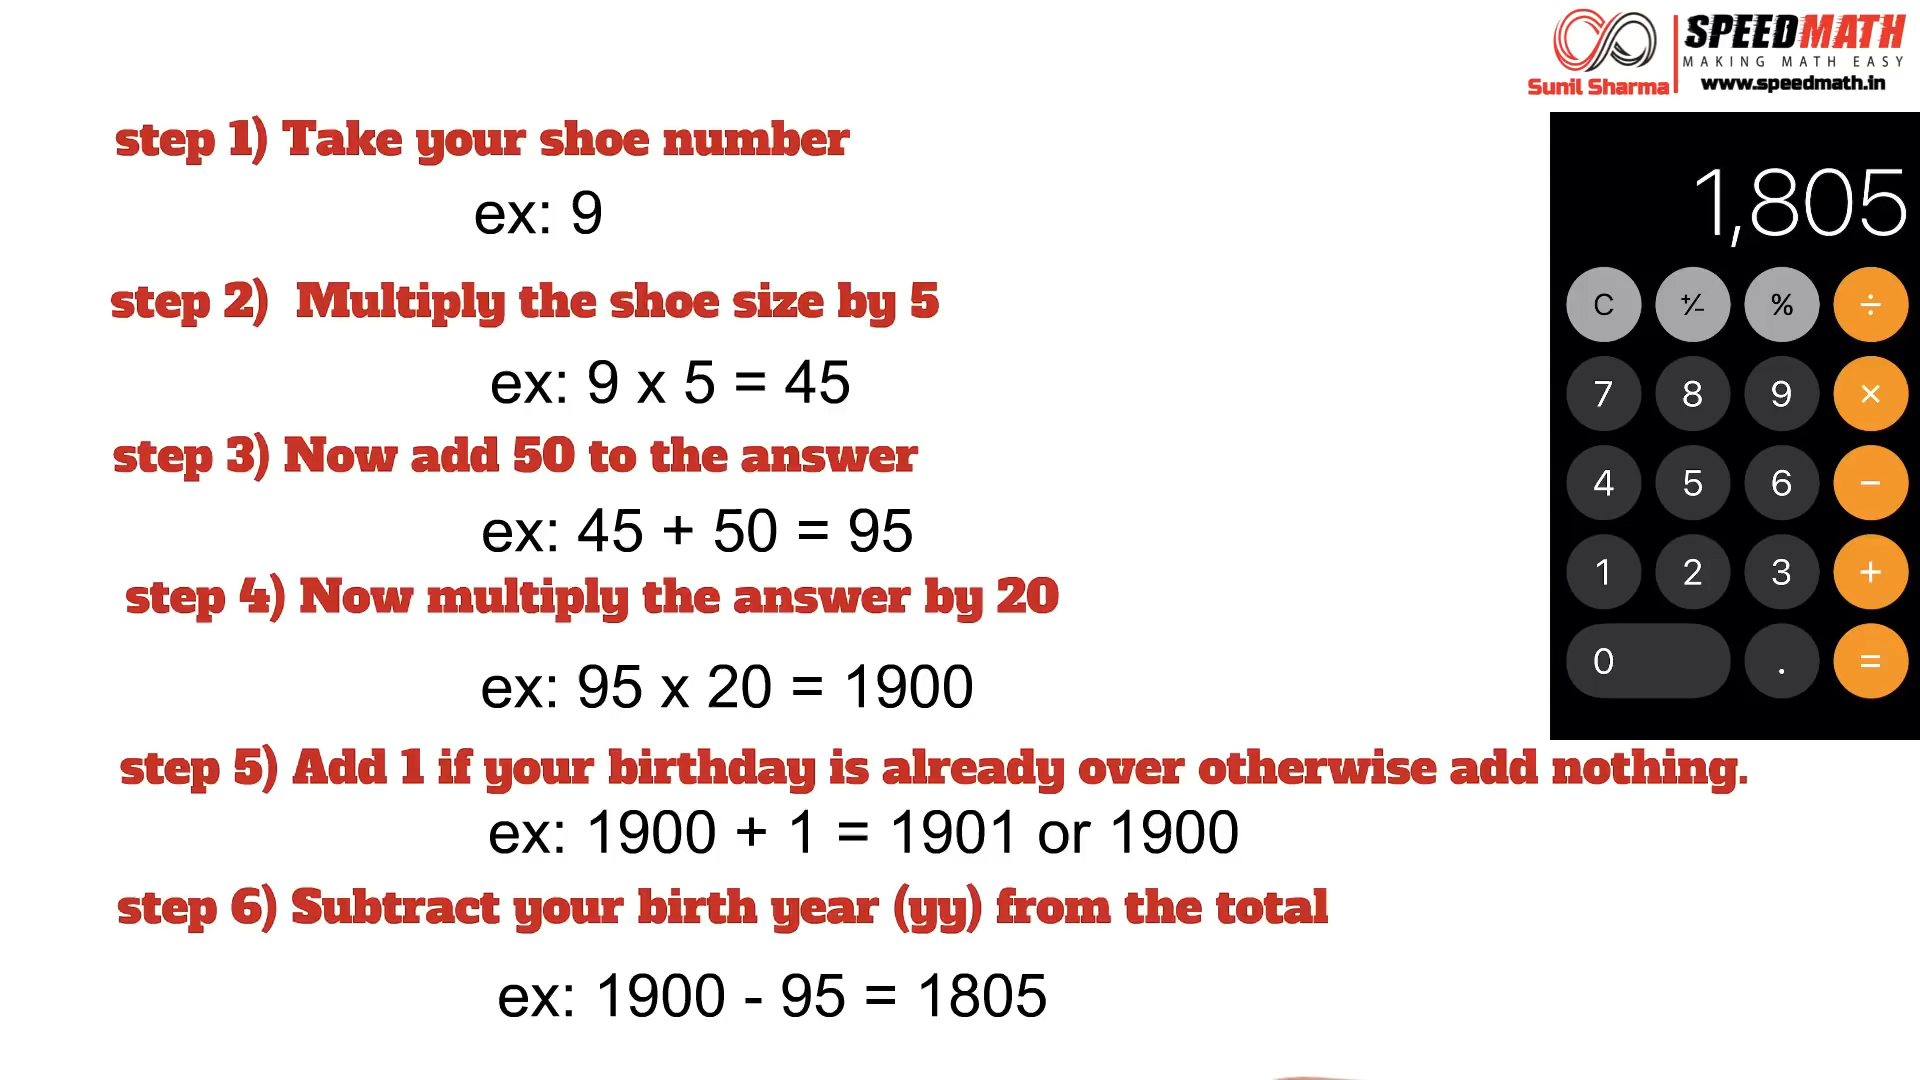 SPEEDMATH
MAKING MATH EASY
Sunil Sharma
www.speedmath.in
step 1) Take your shoe number
ex: 9
step 2) Multiply the shoe size by 5
ex: 9 x 5 = 45
step 3) Now add 50 to the answer
ex: 45 + 50 = 95
step 4) Now multiply the answer by 20
ex: 95 x 20 = 1900
step 5) Add 1 if your birthday is already over otherwise add nothing.
ex: 1900 + 1 = 1901 or 1900
step 6) Subtract your birth year (yy) from the total
ex: 1900 - 95 = 1805
1,805
C +/- % ÷
7 8 9 ×
4 5 6 −
1 2 3 +
0 . =